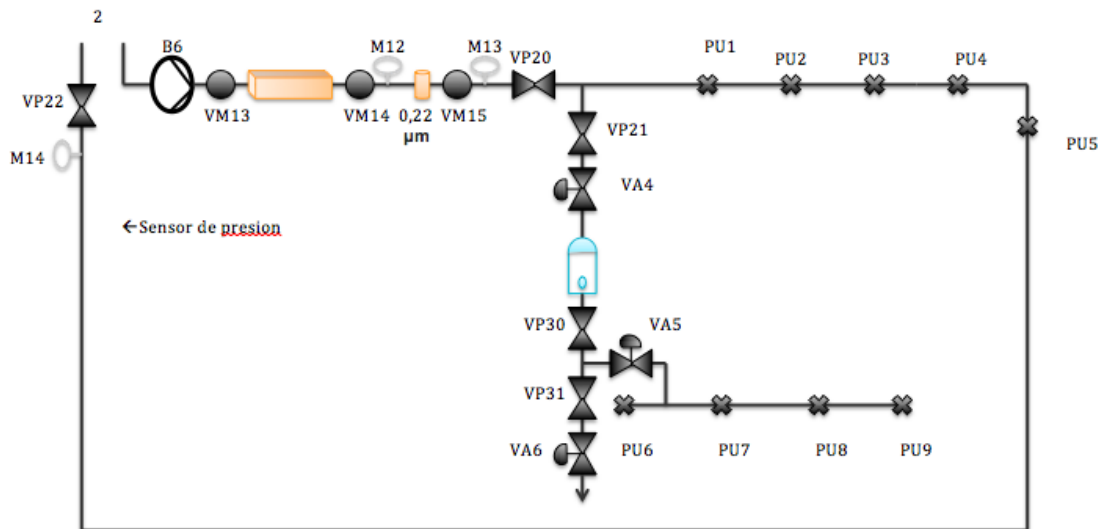 2
B6
M12
M13
VP20
PU1
PU2
PU3
PU4
VP22
VM13
VM14
0,22
µm
VM15
VP21
PU5
M14
VA4
←Sensor de presion
VP30
VA5
VP31
VA6
PU6
PU7
PU8
PU9